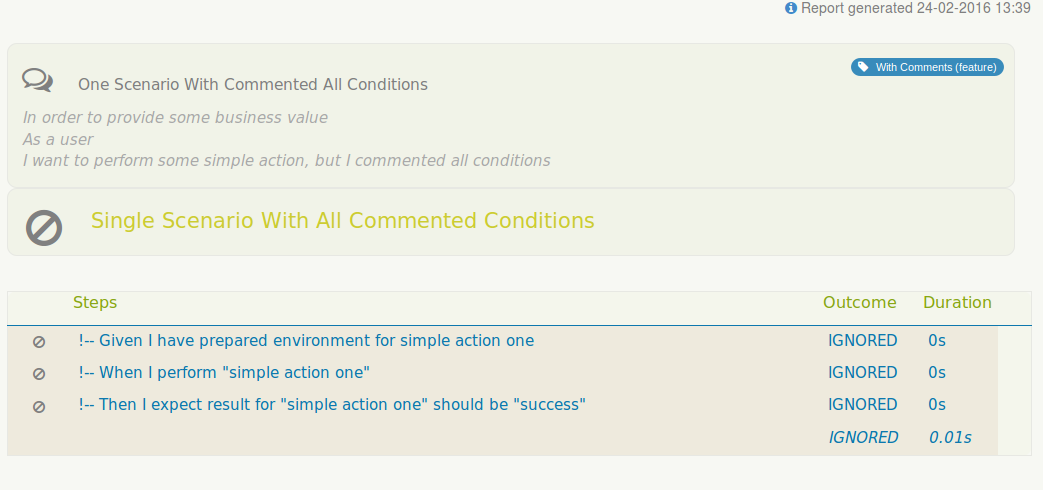 Report generated 24-02-2016 13:39
One Scenario With Commented All Conditions
With Comments (feature)
In order to provide some business value
As a user
I want to perform some simple action, but I commented all conditions
Single Scenario With All Commented Conditions
Steps Outcome Duration
!-- Given I have prepared environment for simple action one IGNORED 0s
!-- When I perform "simple action one" IGNORED 0s
!-- Then I expect result for "simple action one" should be "success" IGNORED 0s
IGNORED 0.01s